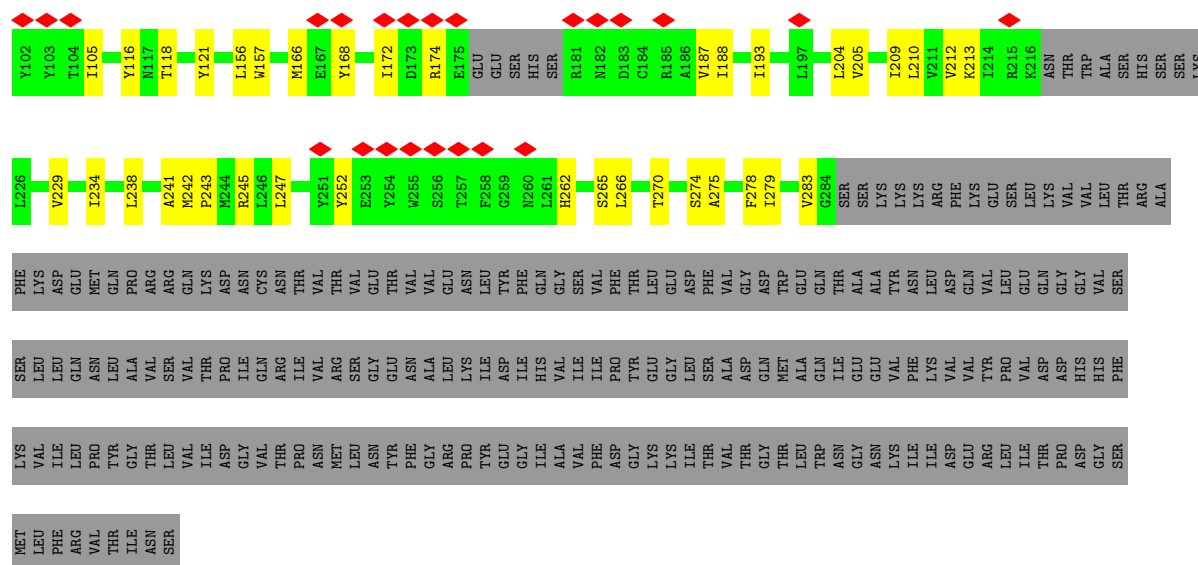 Y102 Y103 T104 I105 Y116 N117 T118 Y121 L156 W157 M166 E167 Y168 I172 D173 R174 E175 GLU GLU SER HIS SER R181 N182 D183 C184 R185 A186 V187 I188 I193 L197 L204 V205 I209 L210 V211 V212 K213 I214 R215 K216 ASN THR TRP ALA SER HIS SER SER LYS
L226 V229 I234 L238 A241 M242 P243 M244 R245 L246 L247 Y251 Y252 E253 Y254 W255 S256 T257 F258 G259 N260 L261 H262 S265 L266 T270 S274 A275 F278 I279 V283 G284 SER SER LYS LYS LYS ARG PHE LYS GLU SER LEU LYS VAL VAL LEU THR ARG ALA
PHE LYS ASP GLU MET GLN PRO ARG ARG GLN LYS ASP ASN CYS ASN THR VAL THR VAL GLU THR VAL VAL GLU ASN LEU TYR PHE GLN GLY SER VAL PHE THR LEU GLU ASP PHE VAL GLY ASP TRP GLU GLN THR ALA ALA TYR ASN LEU ASP GLN VAL LEU GLU GLN GLY GLY VAL SER
SER LEU LEU GLN ASN LEU ALA VAL SER VAL THR PRO ILE GLN ARG ILE VAL ARG SER GLY GLU ASN ALA LEU LYS ILE ASP ILE HIS VAL ILE ILE PRO TYR GLU GLY LEU SER ALA ASP GLN MET ALA GLN ILE GLU GLU VAL PHE LYS VAL VAL TYR PRO VAL ASP ASP HIS HIS PHE
LYS VAL ILE LEU PRO TYR GLY THR LEU VAL ILE ASP GLY VAL THR PRO ASN MET LEU ASN TYR PHE GLY ARG PRO TYR GLU GLY ILE ALA VAL PHE ASP GLY LYS LYS ILE THR VAL THR GLY THR LEU TRP ASN GLY ASN LYS ILE ILE ASP GLU ARG LEU ILE THR PRO ASP GLY SER
MET LEU PHE ARG VAL THR ILE ASN SER